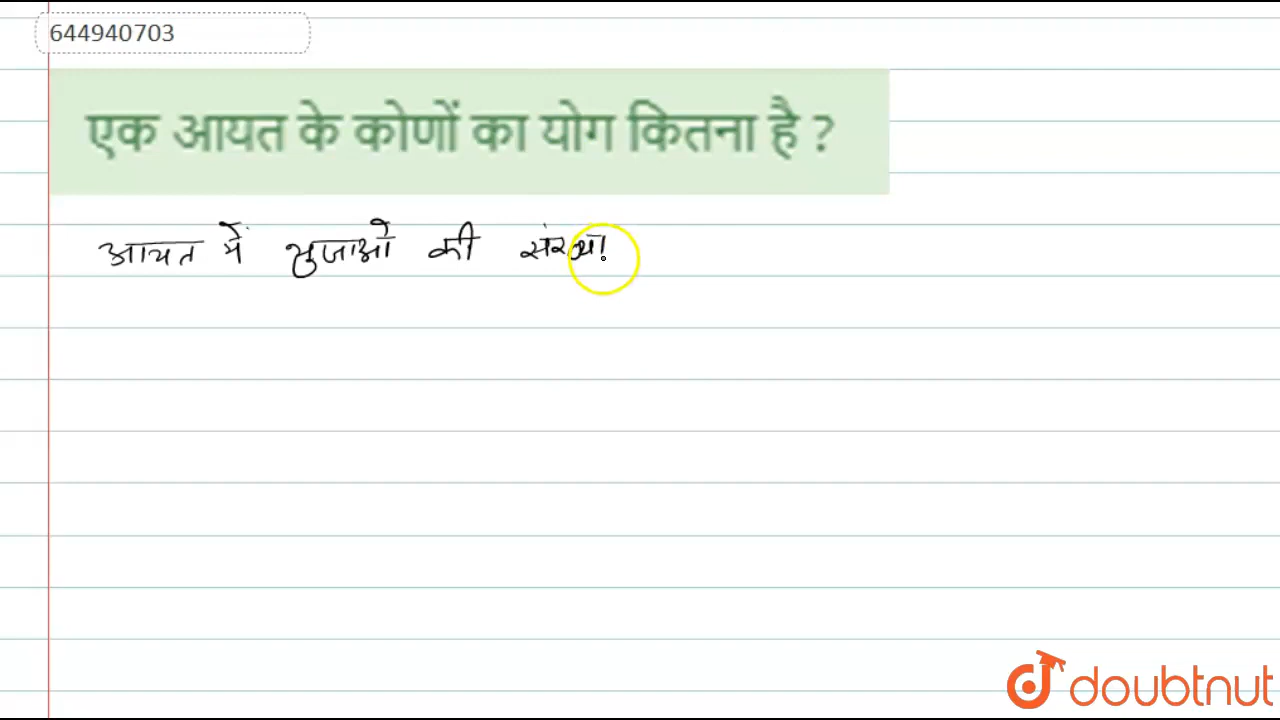 644940703
एक आयत के कोणों का योग कितना है ?
आयत में भुजाओं की संख्या
doubtnut